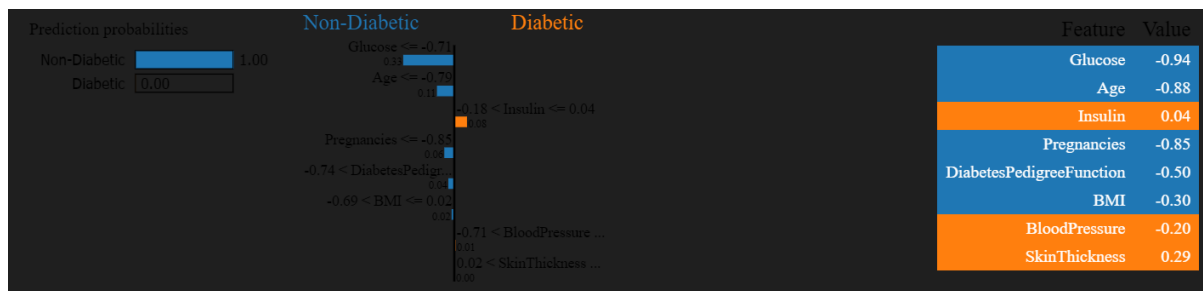 Prediction probabilities
Non-Diabetic 1.00
Diabetic 0.00
Non-Diabetic Diabetic
Glucose <= -0.71
0.33
Age <= -0.79
0.11
-0.18 < Insulin <= 0.04
0.08
Pregnancies <= -0.85
0.06
-0.74 < DiabetesPedigr...
0.04
-0.69 < BMI <= 0.02
0.02
-0.71 < BloodPressure ...
0.01
0.02 < SkinThickness ...
0.00
Feature Value
Glucose -0.94
Age -0.88
Insulin 0.04
Pregnancies -0.85
DiabetesPedigreeFunction -0.50
BMI -0.30
BloodPressure -0.20
SkinThickness 0.29